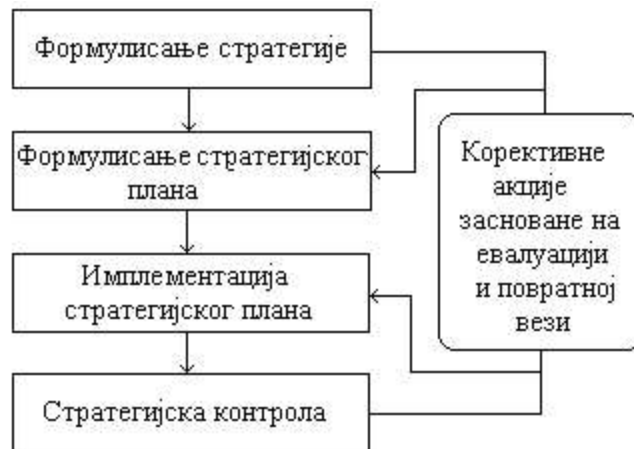 Формулисање стратегије
Формулисање стратегијског
плана
Имплементација
стратегијског плана
Стратегијска контрола
Корективне
акције
засноване на
евалуацији
и повратној
вези